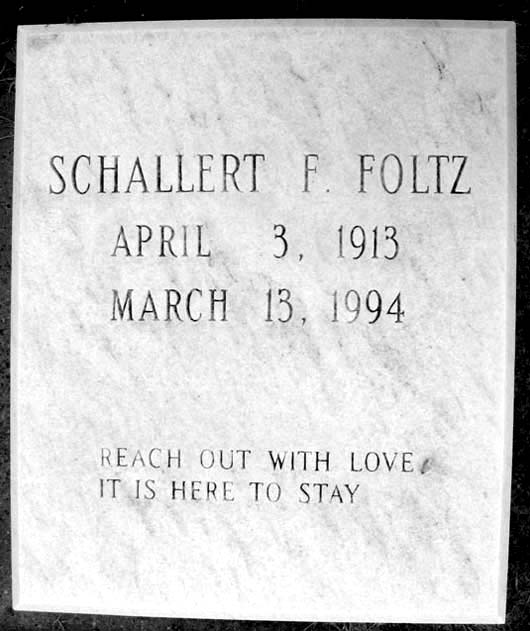 SCHALLERT F. FOLTZ
APRIL 3, 1913
MARCH 13, 1994
REACH OUT WITH LOVE,
IT IS HERE TO STAY